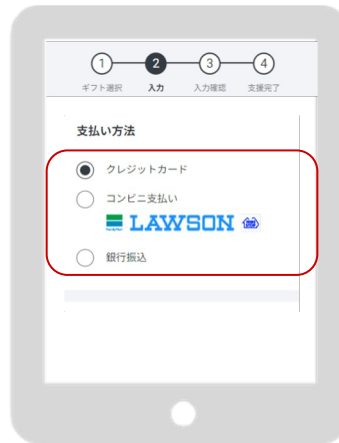 1 2 3 4
ギフト選択 入力 入力確認 支援完了
支払い方法
クレジットカード
コンビニ支払い
LAWSON
銀行振込